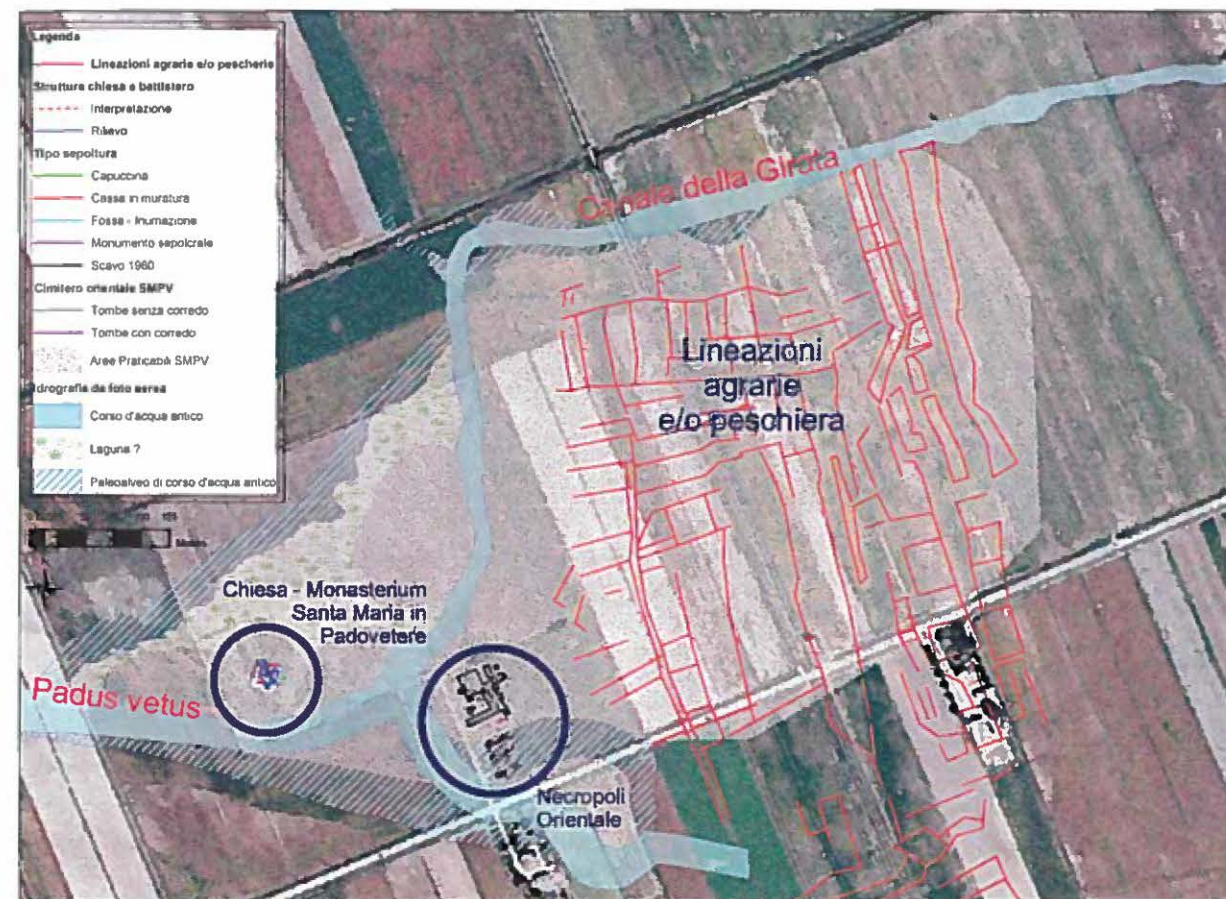 Legenda
Lineazioni agrarie e/o pescherie
Strutture chiesa e battistero
Interpretazione
Rilievo
Tipo sepoltura
Capuccina
Cassa in muratura
Fossa - Inumazione
Monumento sepolcrale
Scavo 1960
Cimitero orientale SMPV
Tombe senza corredo
Tombe con corredo
Aree Praticabili SMPV
Idrografia da foto aerea
Corso d'acqua antico
Laguna ?
Paleoalveo di corso d'acqua antico
Canale della Girata
Lineazioni
agrarie
e/o peschiera
Chiesa - Monasterium
Santa Maria in
Padovetere
Padus vetus
Necropoli
Orientale